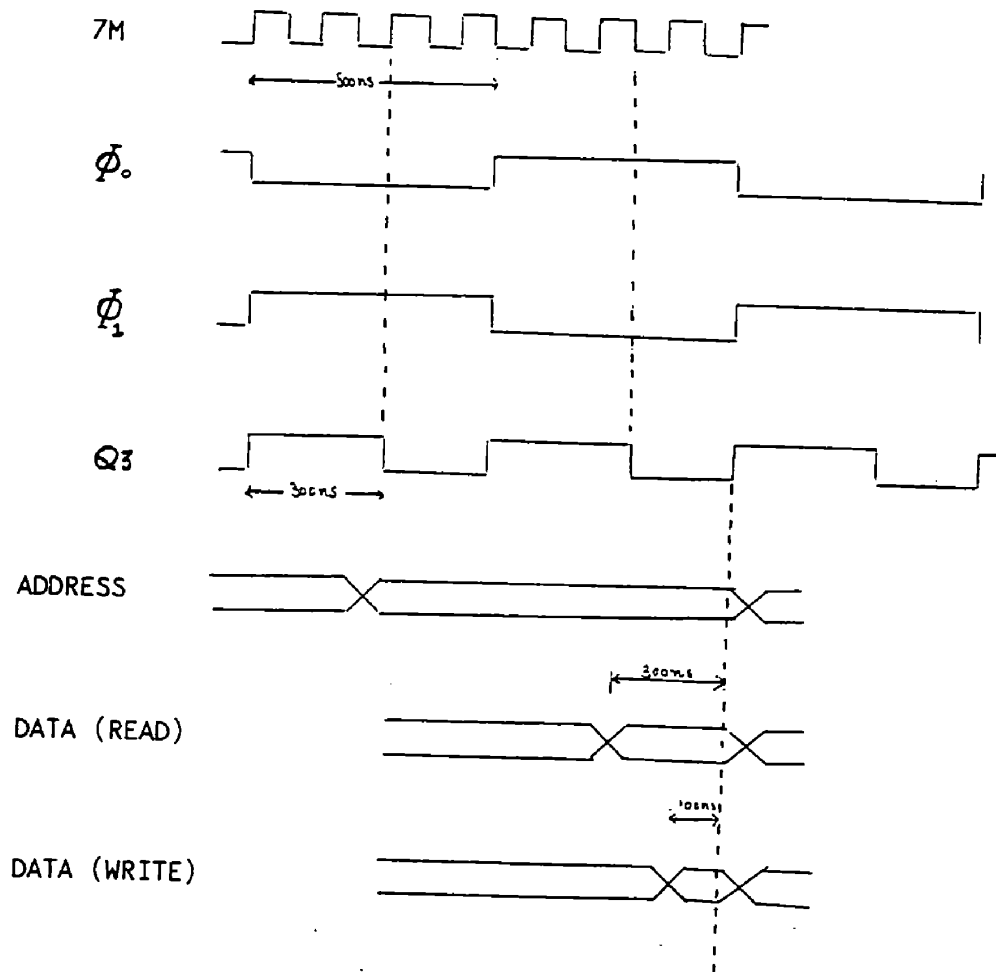 7M
500ns
Φ₀
Φ₁
Q3
300ns
ADDRESS
300ns
DATA (READ)
100ns
DATA (WRITE)